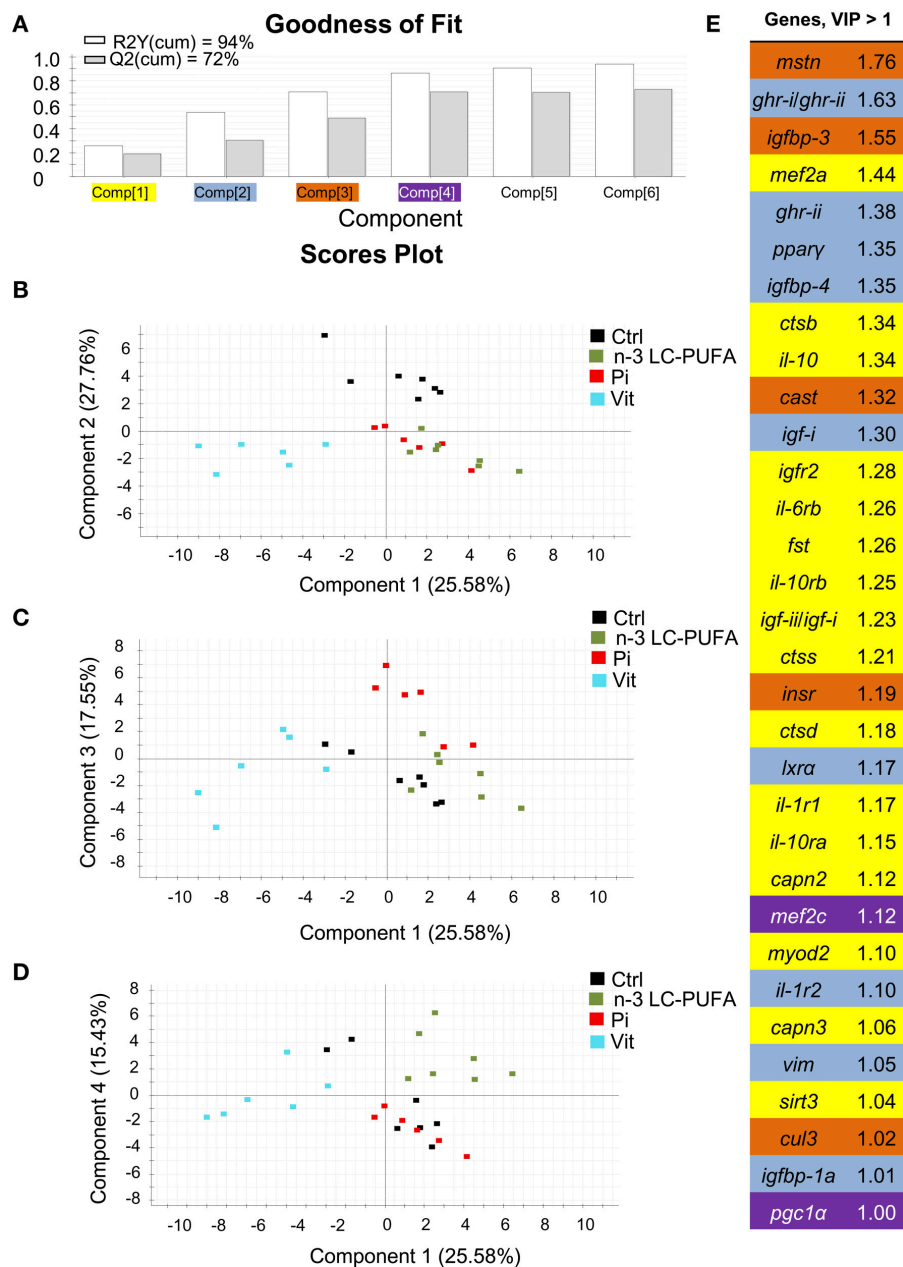 A
Goodness of Fit
R2Y(cum) = 94%
Q2(cum) = 72%
1.0
0.8
0.6
0.4
0.2
0
Comp[1] Comp[2] Comp[3] Comp[4] Comp[5] Comp[6]
Component
Scores Plot
B
Component 2 (27.76%)
6
4
2
0
-2
-4
-6
-10 -8 -6 -4 -2 0 2 4 6 8 10
Component 1 (25.58%)
Ctrl
n-3 LC-PUFA
Pi
Vit
C
Component 3 (17.55%)
8
6
4
2
0
-2
-4
-6
-8
-10 -8 -6 -4 -2 0 2 4 6 8 10
Component 1 (25.58%)
Ctrl
n-3 LC-PUFA
Pi
Vit
D
Component 4 (15.43%)
8
6
4
2
0
-2
-4
-6
-8
-10 -8 -6 -4 -2 0 2 4 6 8 10
Component 1 (25.58%)
Ctrl
n-3 LC-PUFA
Pi
Vit
E
Genes, VIP > 1
mstn 1.76
ghr-i/ghr-ii 1.63
igfbp-3 1.55
mef2a 1.44
ghr-ii 1.38
pparγ 1.35
igfbp-4 1.35
ctsb 1.34
il-10 1.34
cast 1.32
igf-i 1.30
igfr2 1.28
il-6rb 1.26
fst 1.26
il-10rb 1.25
igf-ii/igf-i 1.23
ctss 1.21
insr 1.19
ctsd 1.18
lxrα 1.17
il-1r1 1.17
il-10ra 1.15
capn2 1.12
mef2c 1.12
myod2 1.10
il-1r2 1.10
capn3 1.06
vim 1.05
sirt3 1.04
cul3 1.02
igfbp-1a 1.01
pgc1α 1.00